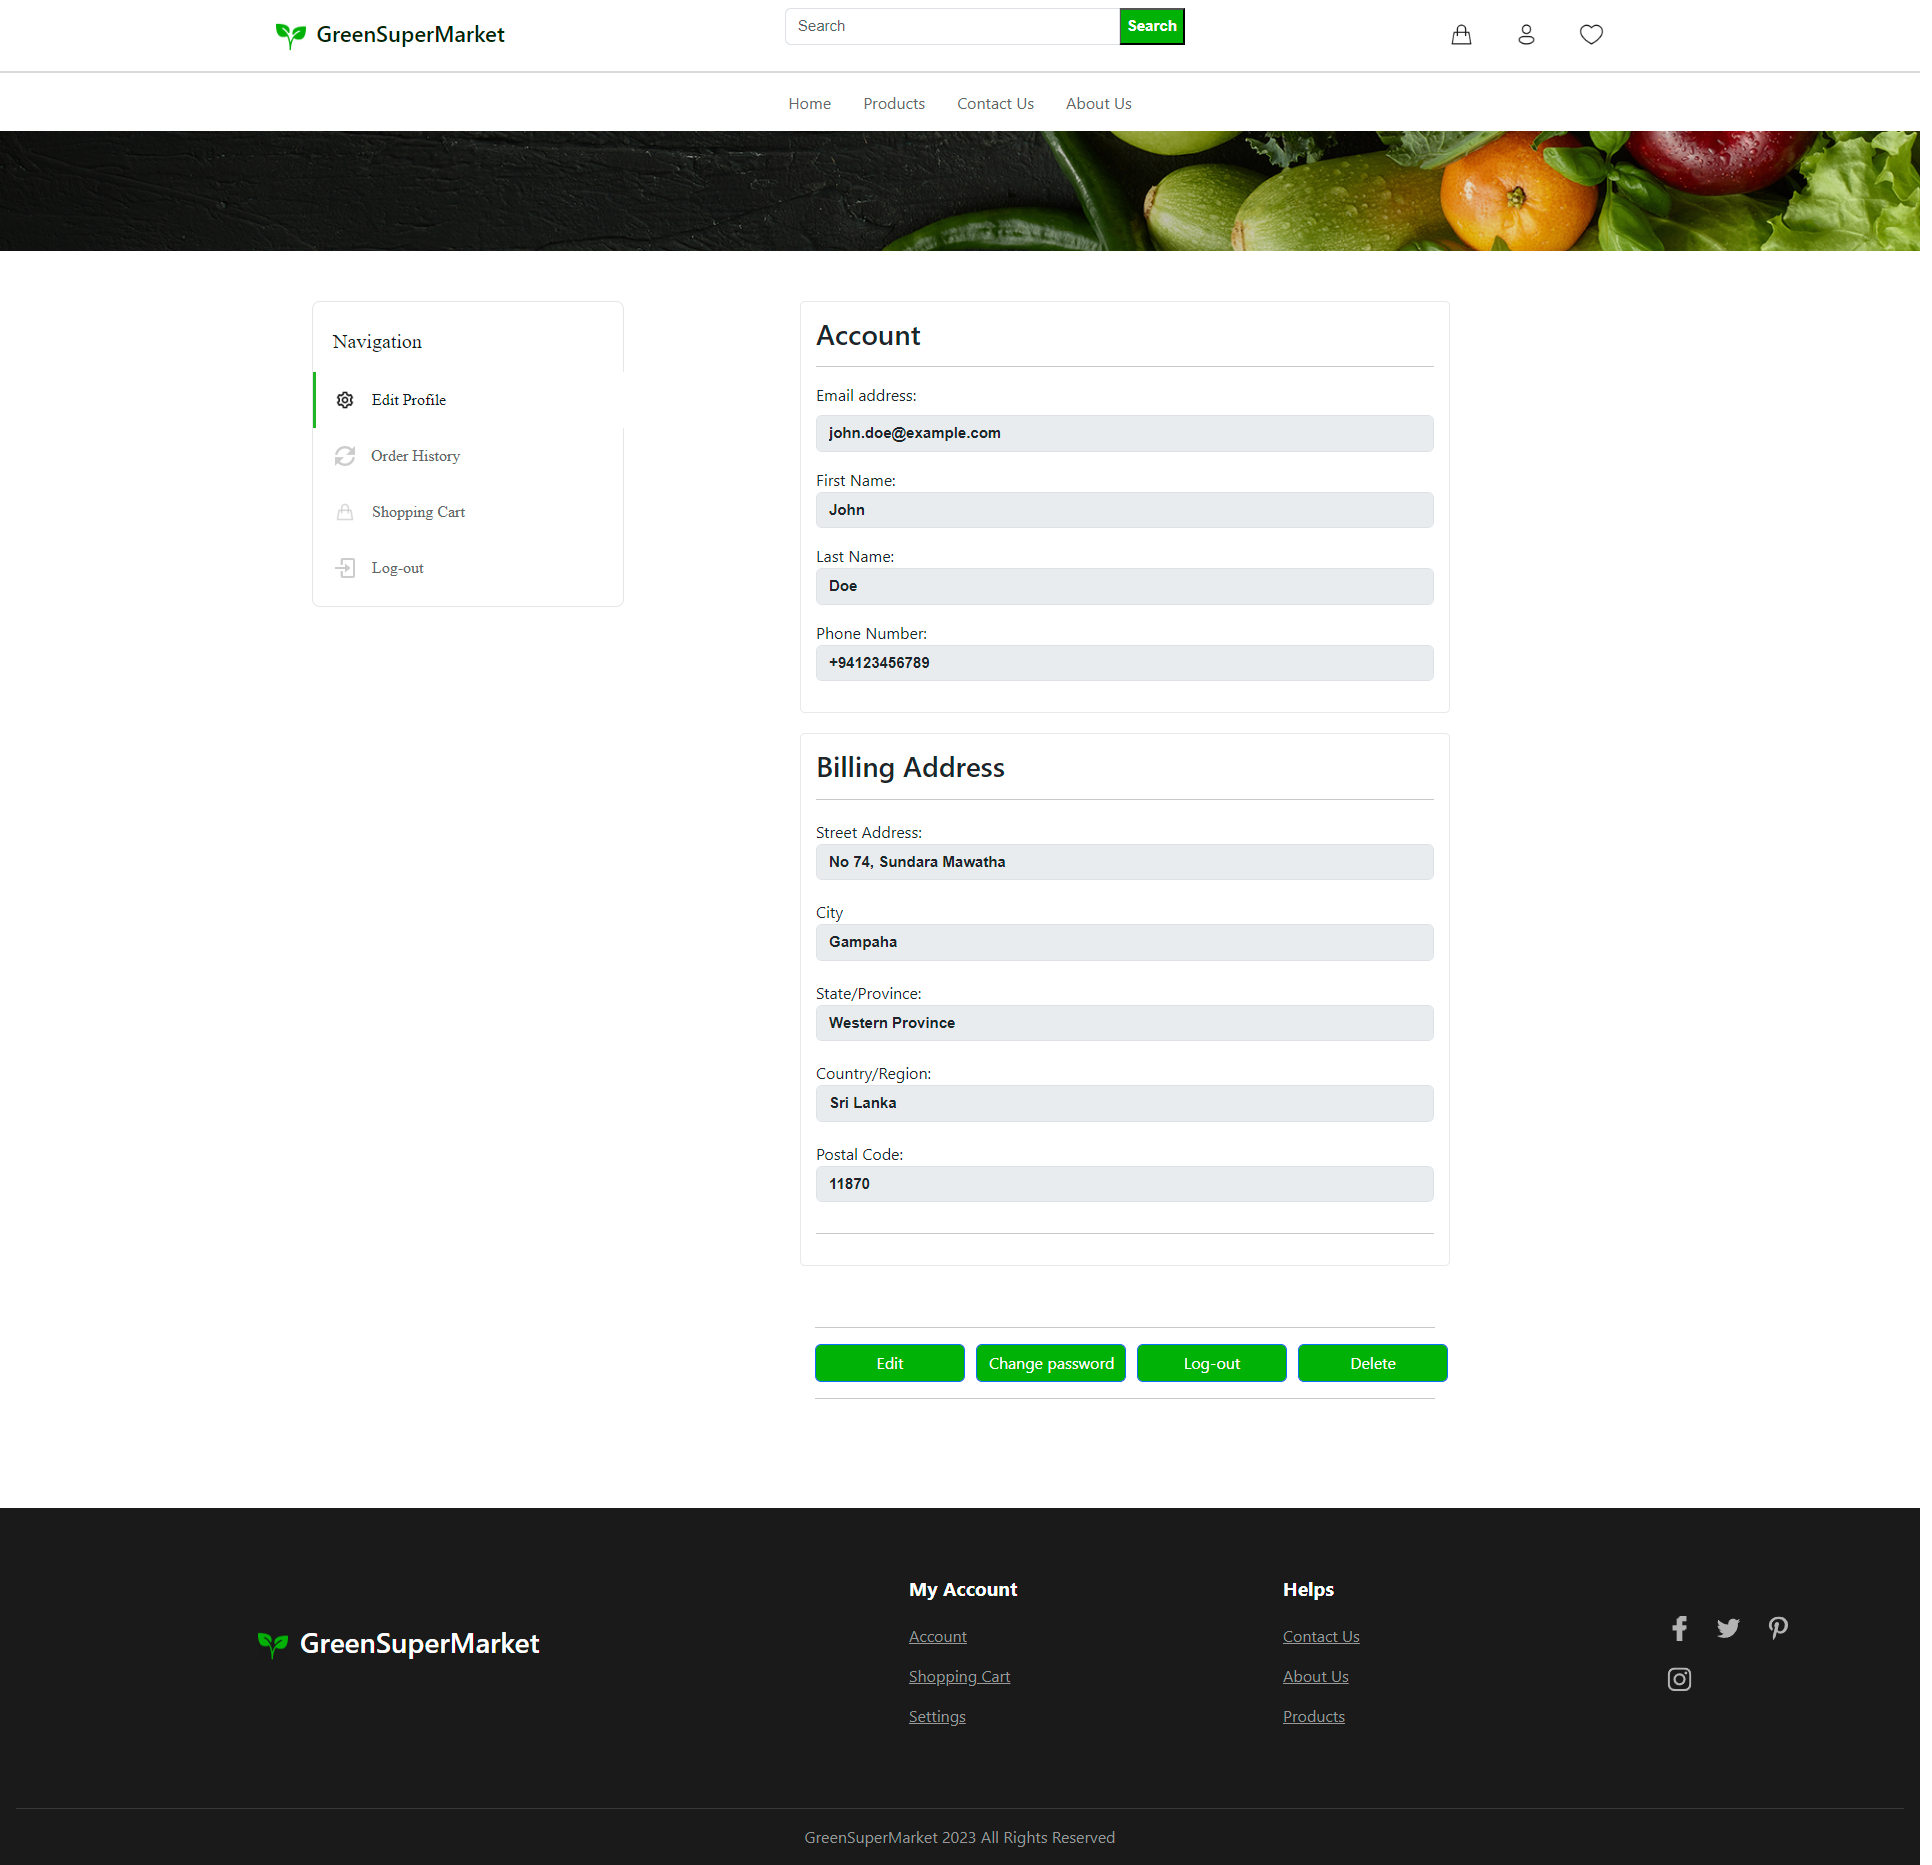 GreenSuperMarket
Search
Search
Home Products Contact Us About Us
Navigation
Edit Profile
Order History
Shopping Cart
Log-out
Account
Email address:
john.doe@example.com
First Name:
John
Last Name:
Doe
Phone Number:
+94123456789
Billing Address
Street Address:
No 74, Sundara Mawatha
City
Gampaha
State/Province:
Western Province
Country/Region:
Sri Lanka
Postal Code:
11870
Edit Change password Log-out Delete
GreenSuperMarket
My Account
Account
Shopping Cart
Settings
Helps
Contact Us
About Us
Products
GreenSuperMarket 2023 All Rights Reserved